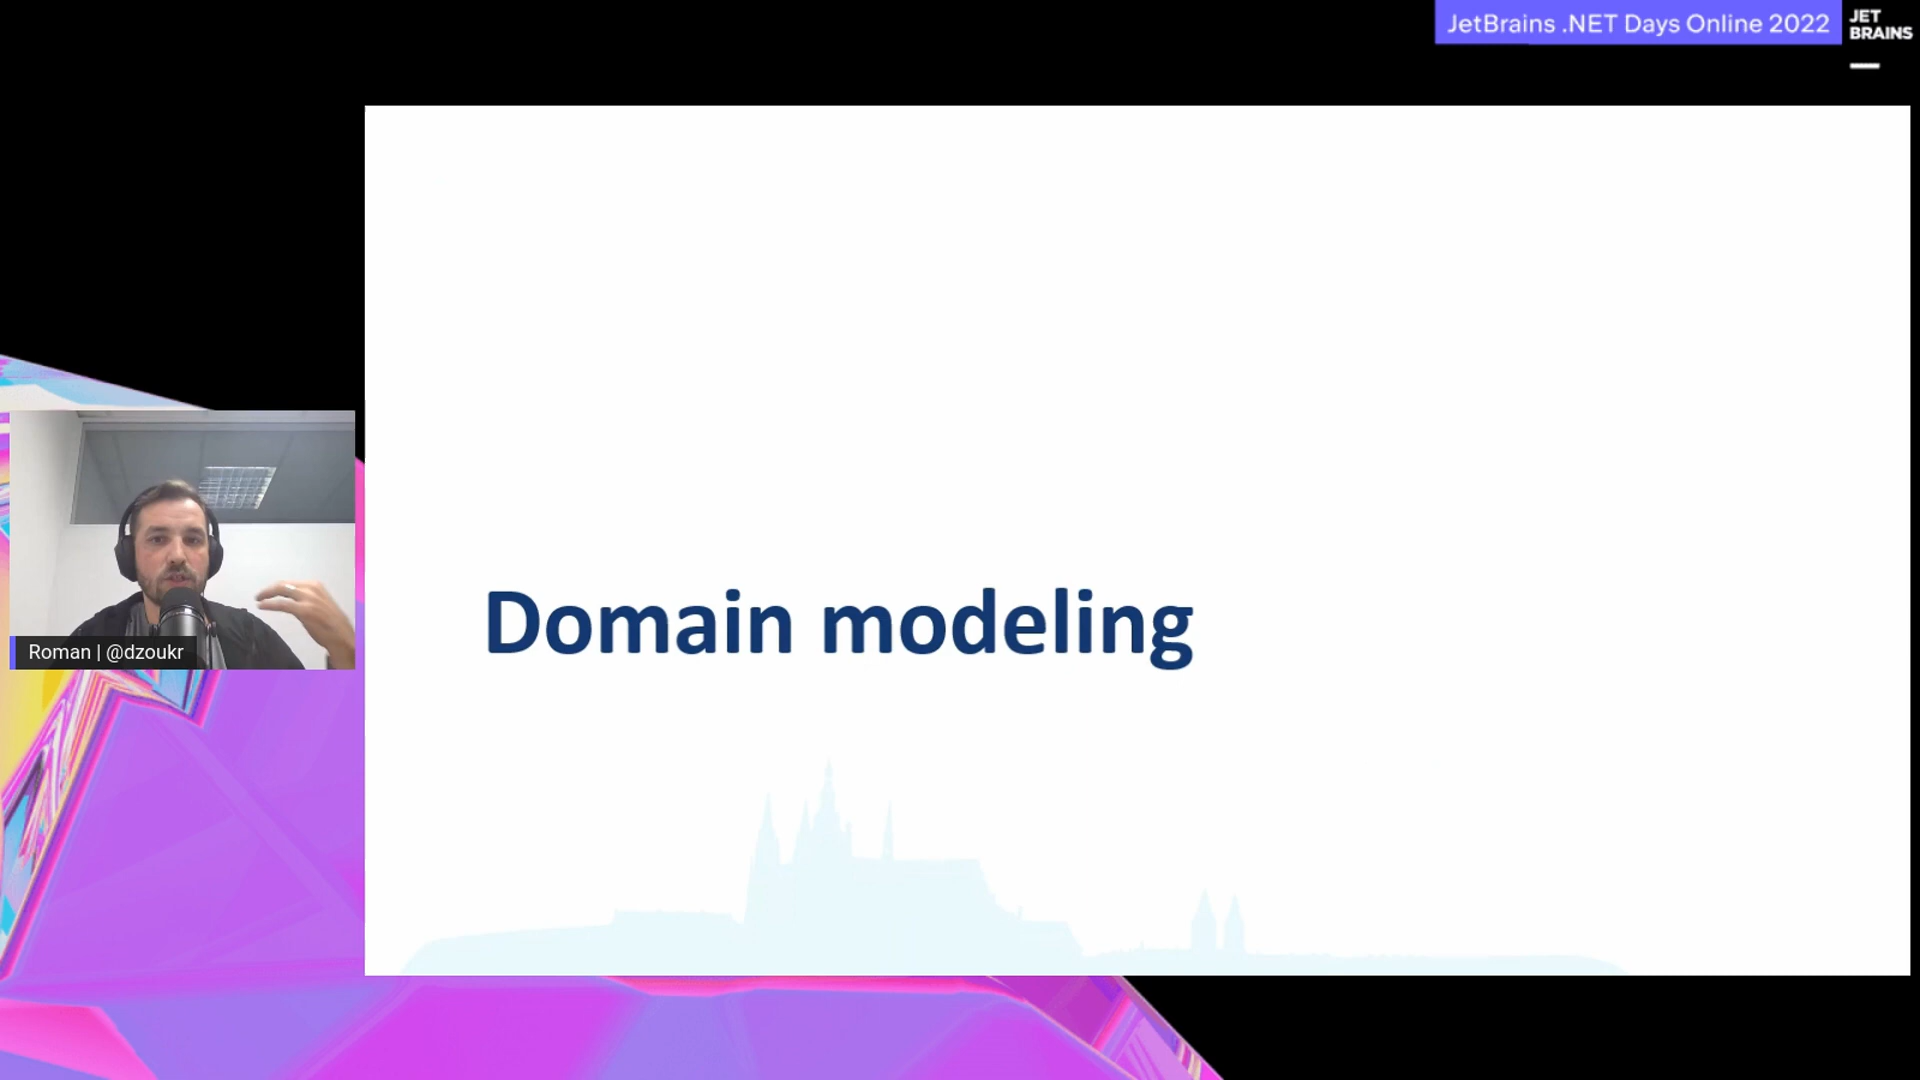 JetBrains .NET Days Online 2022
JET
BRAINS
Domain modeling
Roman | @dzoukr